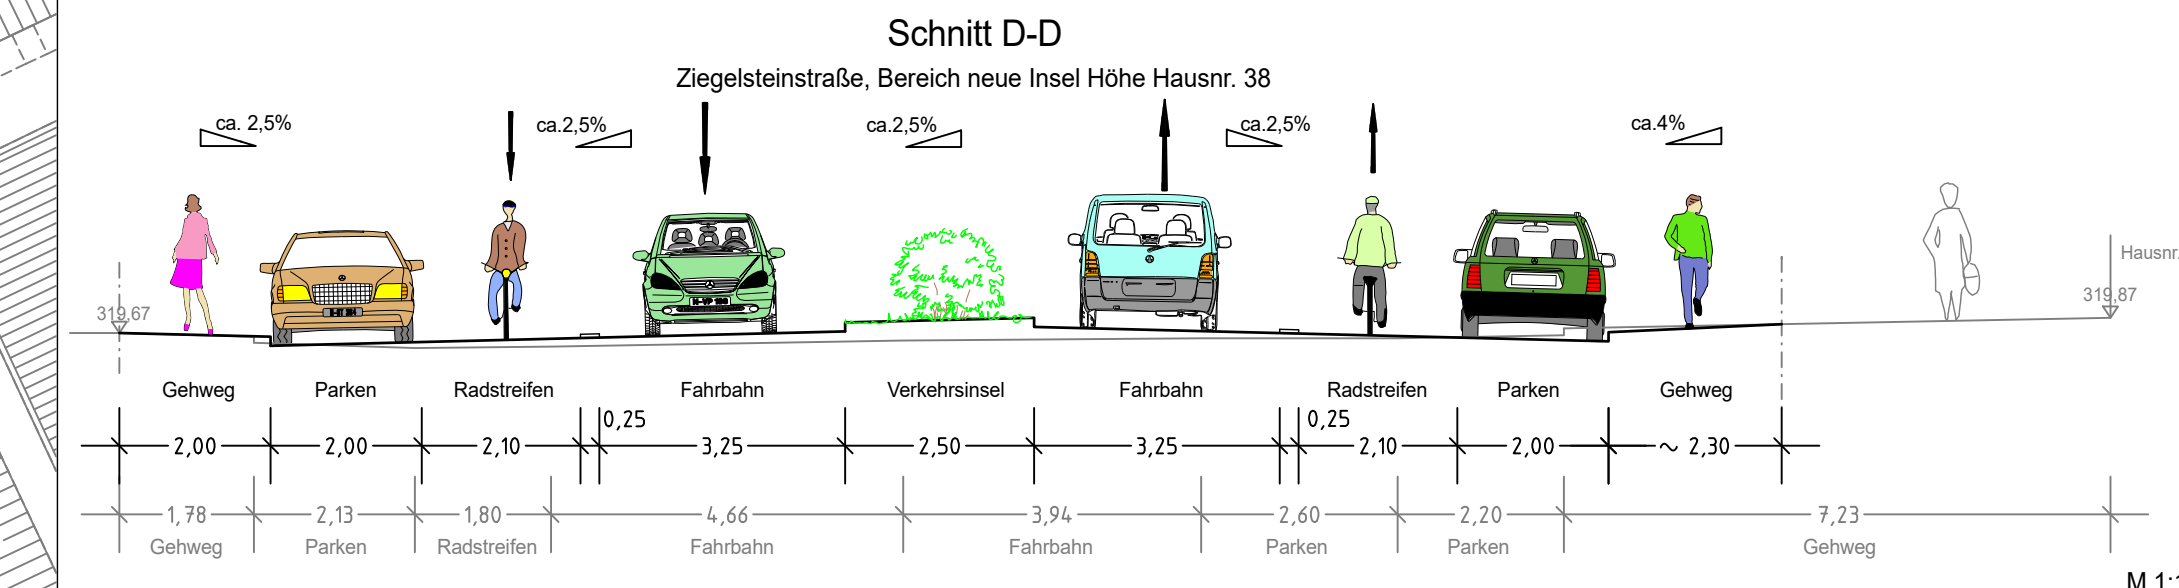 Schnitt D-D
Ziegelsteinstraße, Bereich neue Insel Höhe Hausnr. 38
ca. 2,5% ca.2,5% ca.2,5% ca.2,5% ca.4%
Hausnr.
319,67 319,87
Gehweg Parken Radstreifen Fahrbahn Verkehrsinsel Fahrbahn Radstreifen Parken Gehweg
0,25 0,25
2,00 2,00 2,10 3,25 2,50 3,25 2,10 2,00 ~ 2,30
1,78 2,13 1,80 4,66 3,94 2,60 2,20 7,23
Gehweg Parken Radstreifen Fahrbahn Fahrbahn Parken Parken Gehweg
M 1: